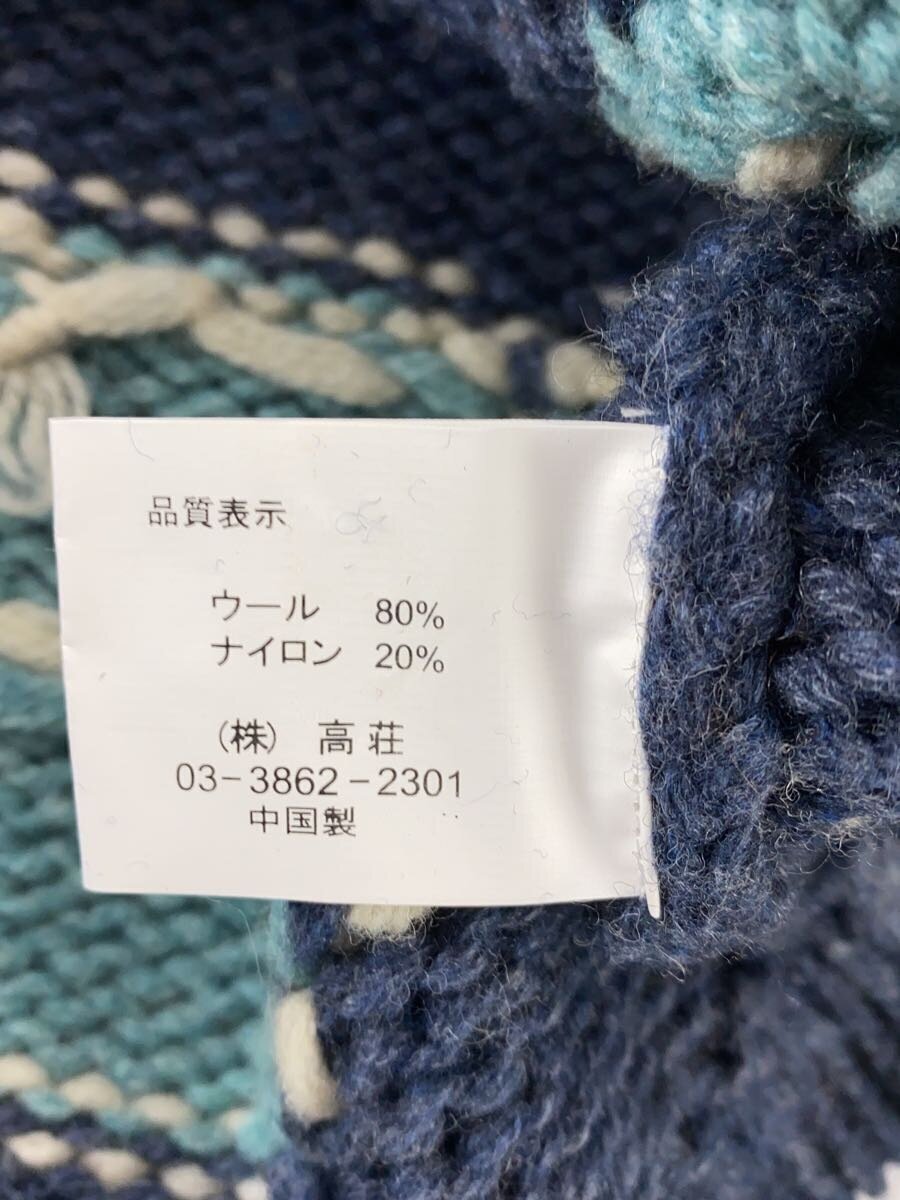 品質表示
ウール 80%
ナイロン 20%
(株) 高荘
03-3862-2301
中国製